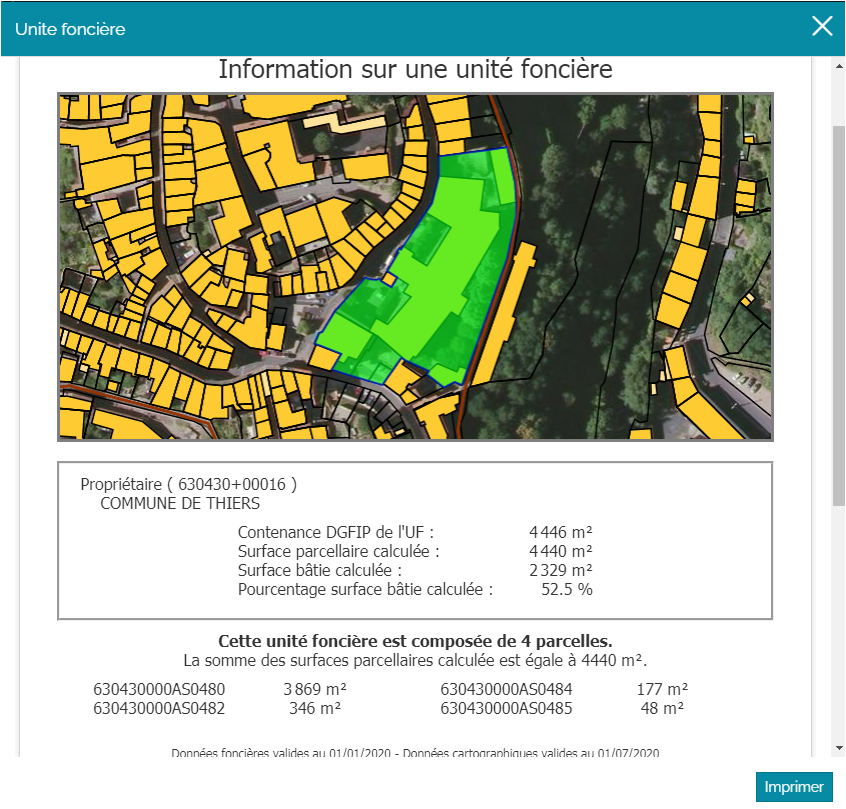 Unite foncière
Information sur une unité foncière
Propriétaire ( 630430+00016 )
COMMUNE DE THIERS
Contenance DGFIP de l'UF : 4 446 m²
Surface parcellaire calculée : 4 440 m²
Surface bâtie calculée : 2 329 m²
Pourcentage surface bâtie calculée : 52.5 %
Cette unité foncière est composée de 4 parcelles.
La somme des surfaces parcellaires calculée est égale à 4440 m².
630430000AS0480 3 869 m² 630430000AS0484 177 m²
630430000AS0482 346 m² 630430000AS0485 48 m²
Données foncières valides au 01/01/2020 - Données cartographiques valides au 01/07/2020
Imprimer